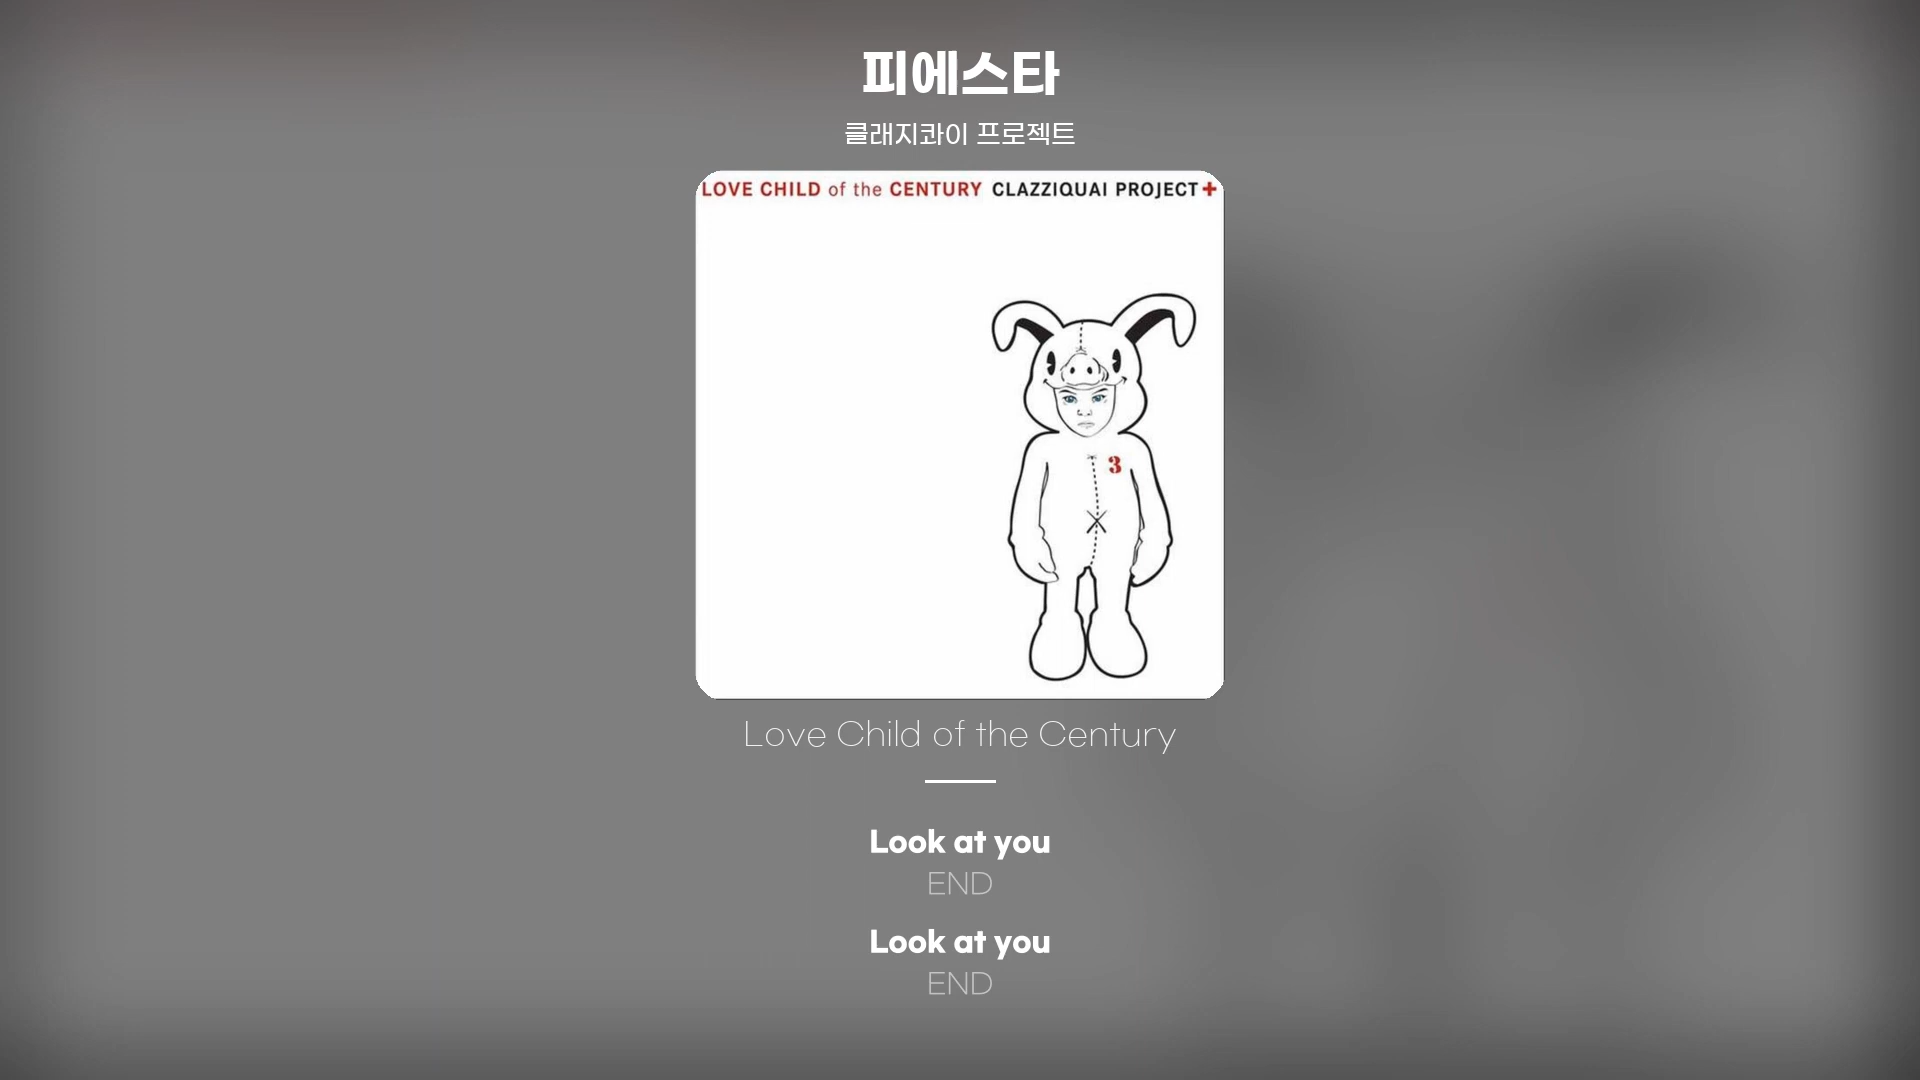 피에스타
클래지콰이 프로젝트
LOVE CHILD of the CENTURY CLAZZIQUAI PROJECT+
3
Love Child of the Century
Look at you
END
Look at you
END